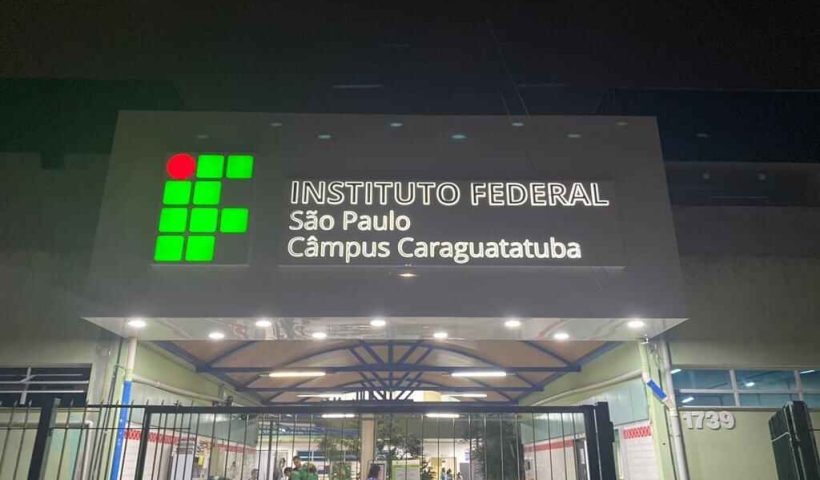 INSTITUTO FEDERAL
São Paulo
Câmpus Caraguatatuba
1739